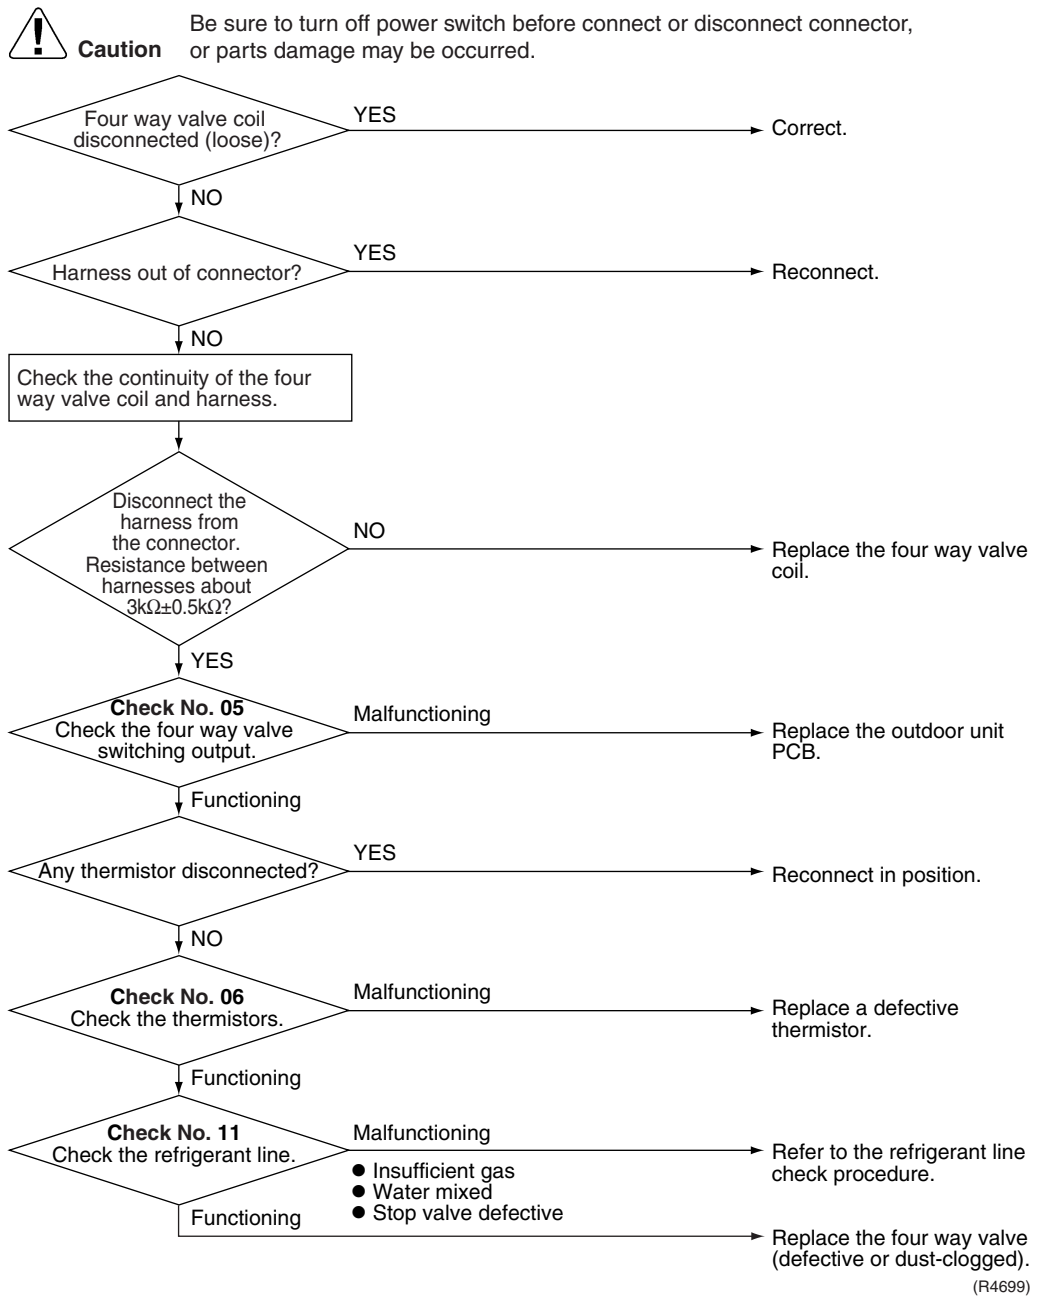 Be sure to turn off power switch before connect or disconnect connector,
Caution or parts damage may be occurred.
Four way valve coil
disconnected (loose)?
YES
Correct.
NO
Harness out of connector?
YES
Reconnect.
NO
Check the continuity of the four
way valve coil and harness.
Disconnect the
harness from
the connector.
Resistance between
harnesses about
3kΩ±0.5kΩ?
NO
Replace the four way valve
coil.
YES
Check No. 05
Check the four way valve
switching output.
Malfunctioning
Replace the outdoor unit
PCB.
Functioning
Any thermistor disconnected?
YES
Reconnect in position.
NO
Check No. 06
Check the thermistors.
Malfunctioning
Replace a defective
thermistor.
Functioning
Check No. 11
Check the refrigerant line.
Malfunctioning
● Insufficient gas
● Water mixed
● Stop valve defective
Refer to the refrigerant line
check procedure.
Functioning
Replace the four way valve
(defective or dust-clogged).
(R4699)